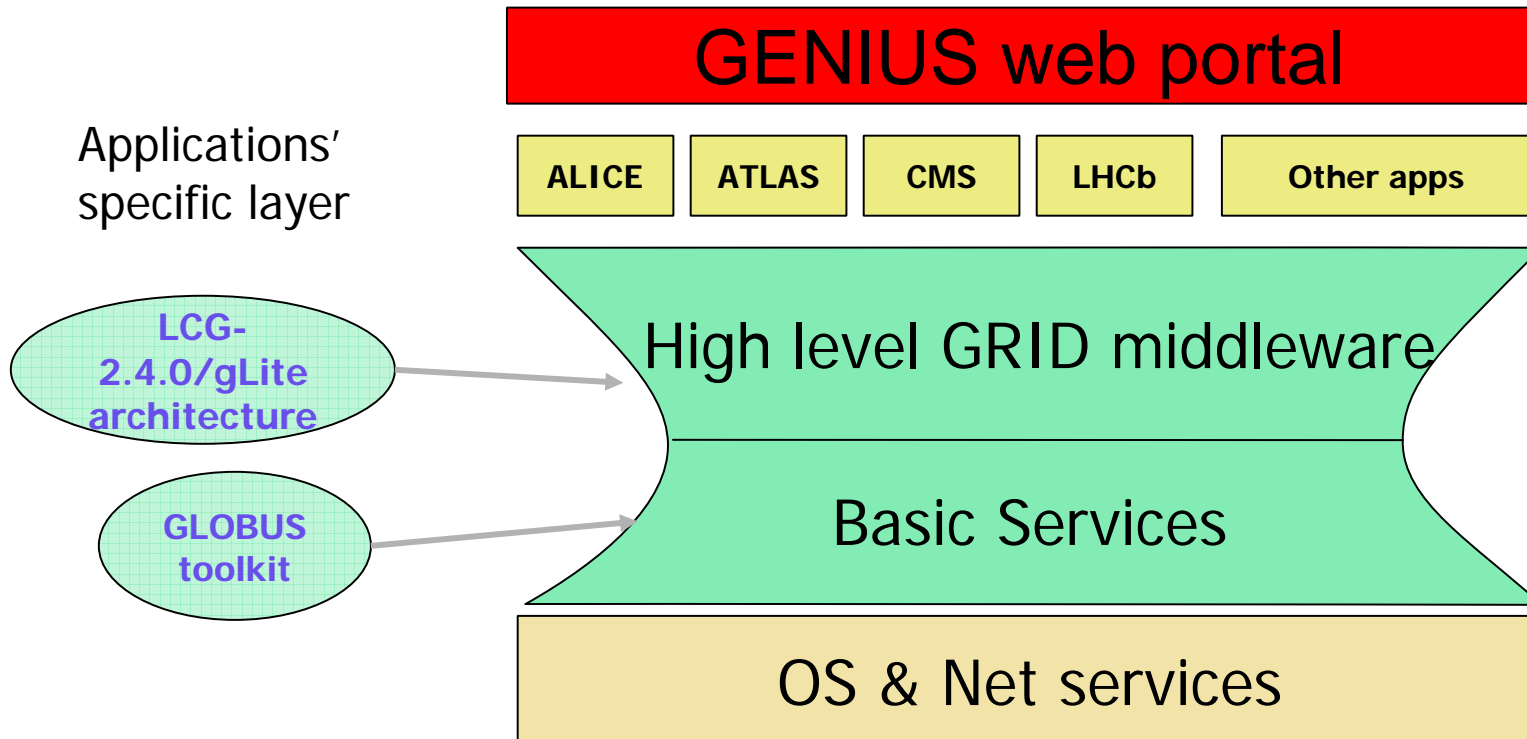 GENIUS web portal
Applications’
specific layer
ALICE
ATLAS
CMS
LHCb
Other apps
LCG-
2.4.0/gLite
architecture
High level GRID middleware
GLOBUS
toolkit
Basic Services
OS & Net services